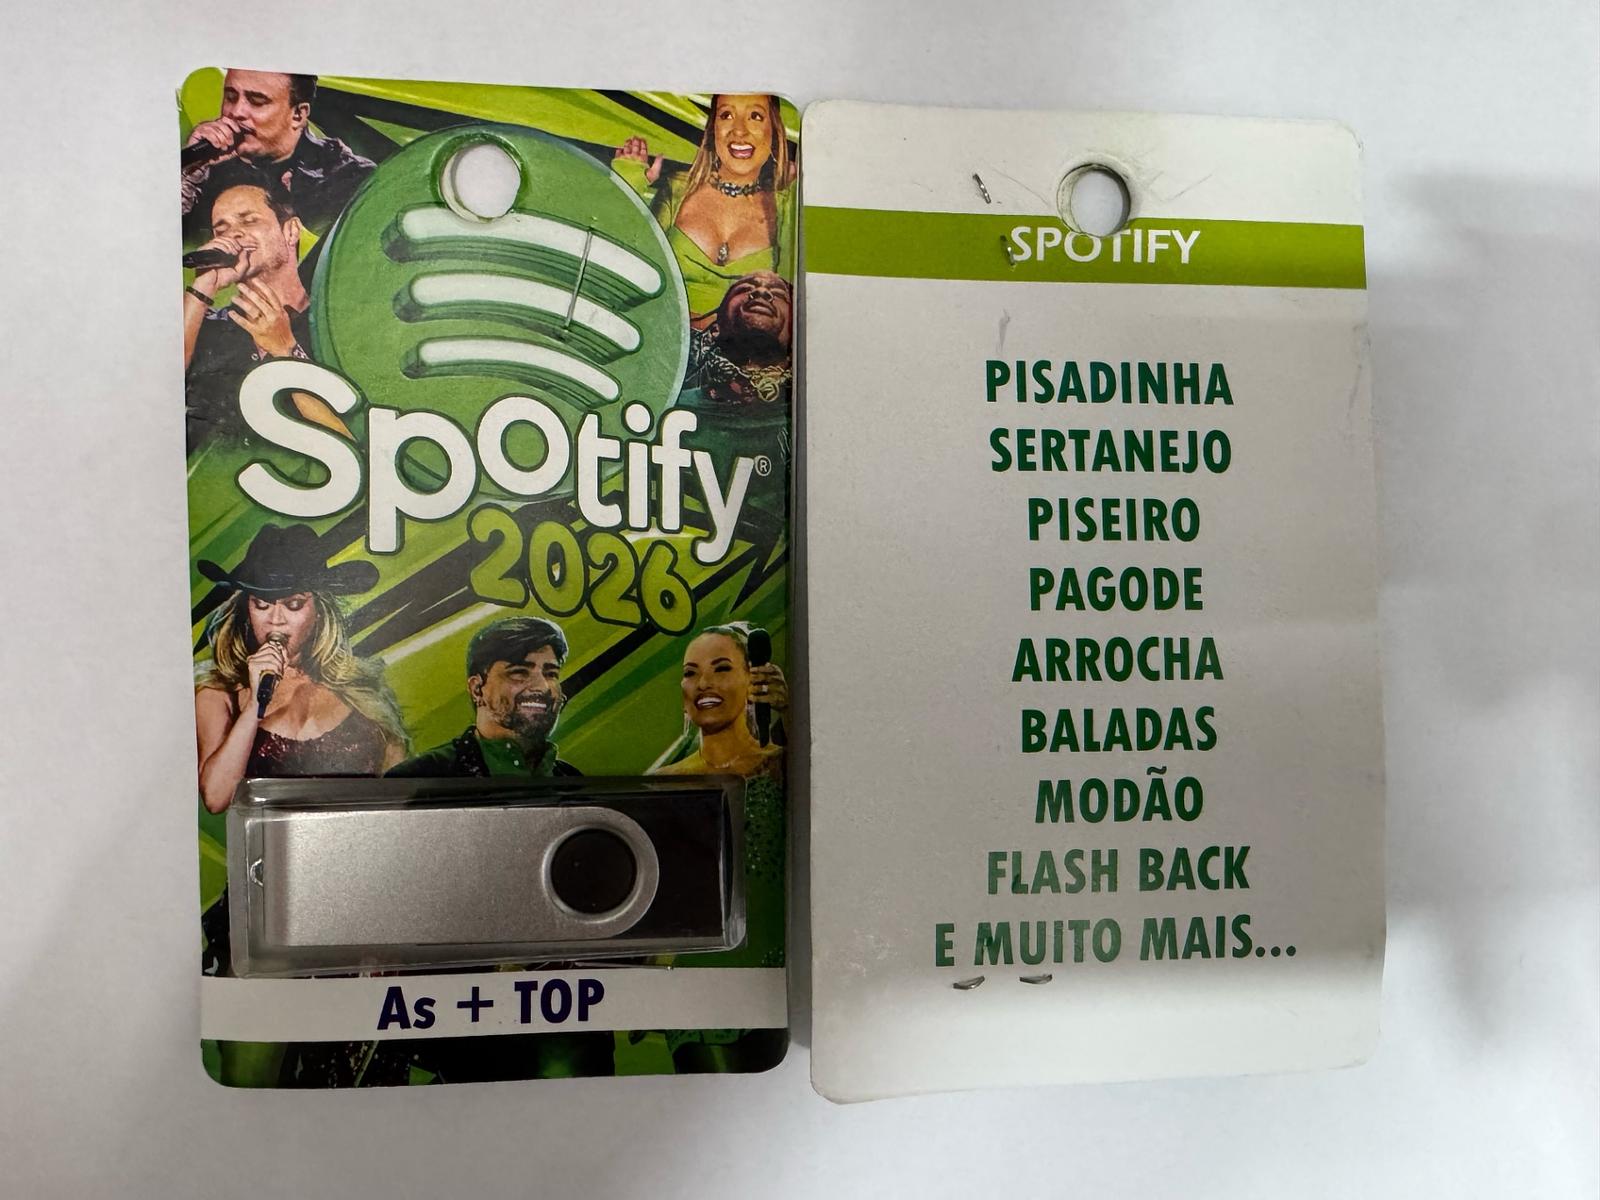 Spotify®
2026
As + TOP
SPOTIFY
PISADINHA
SERTANEJO
PISEIRO
PAGODE
ARROCHA
BALADAS
MODÃO
FLASH BACK
E MUITO MAIS...